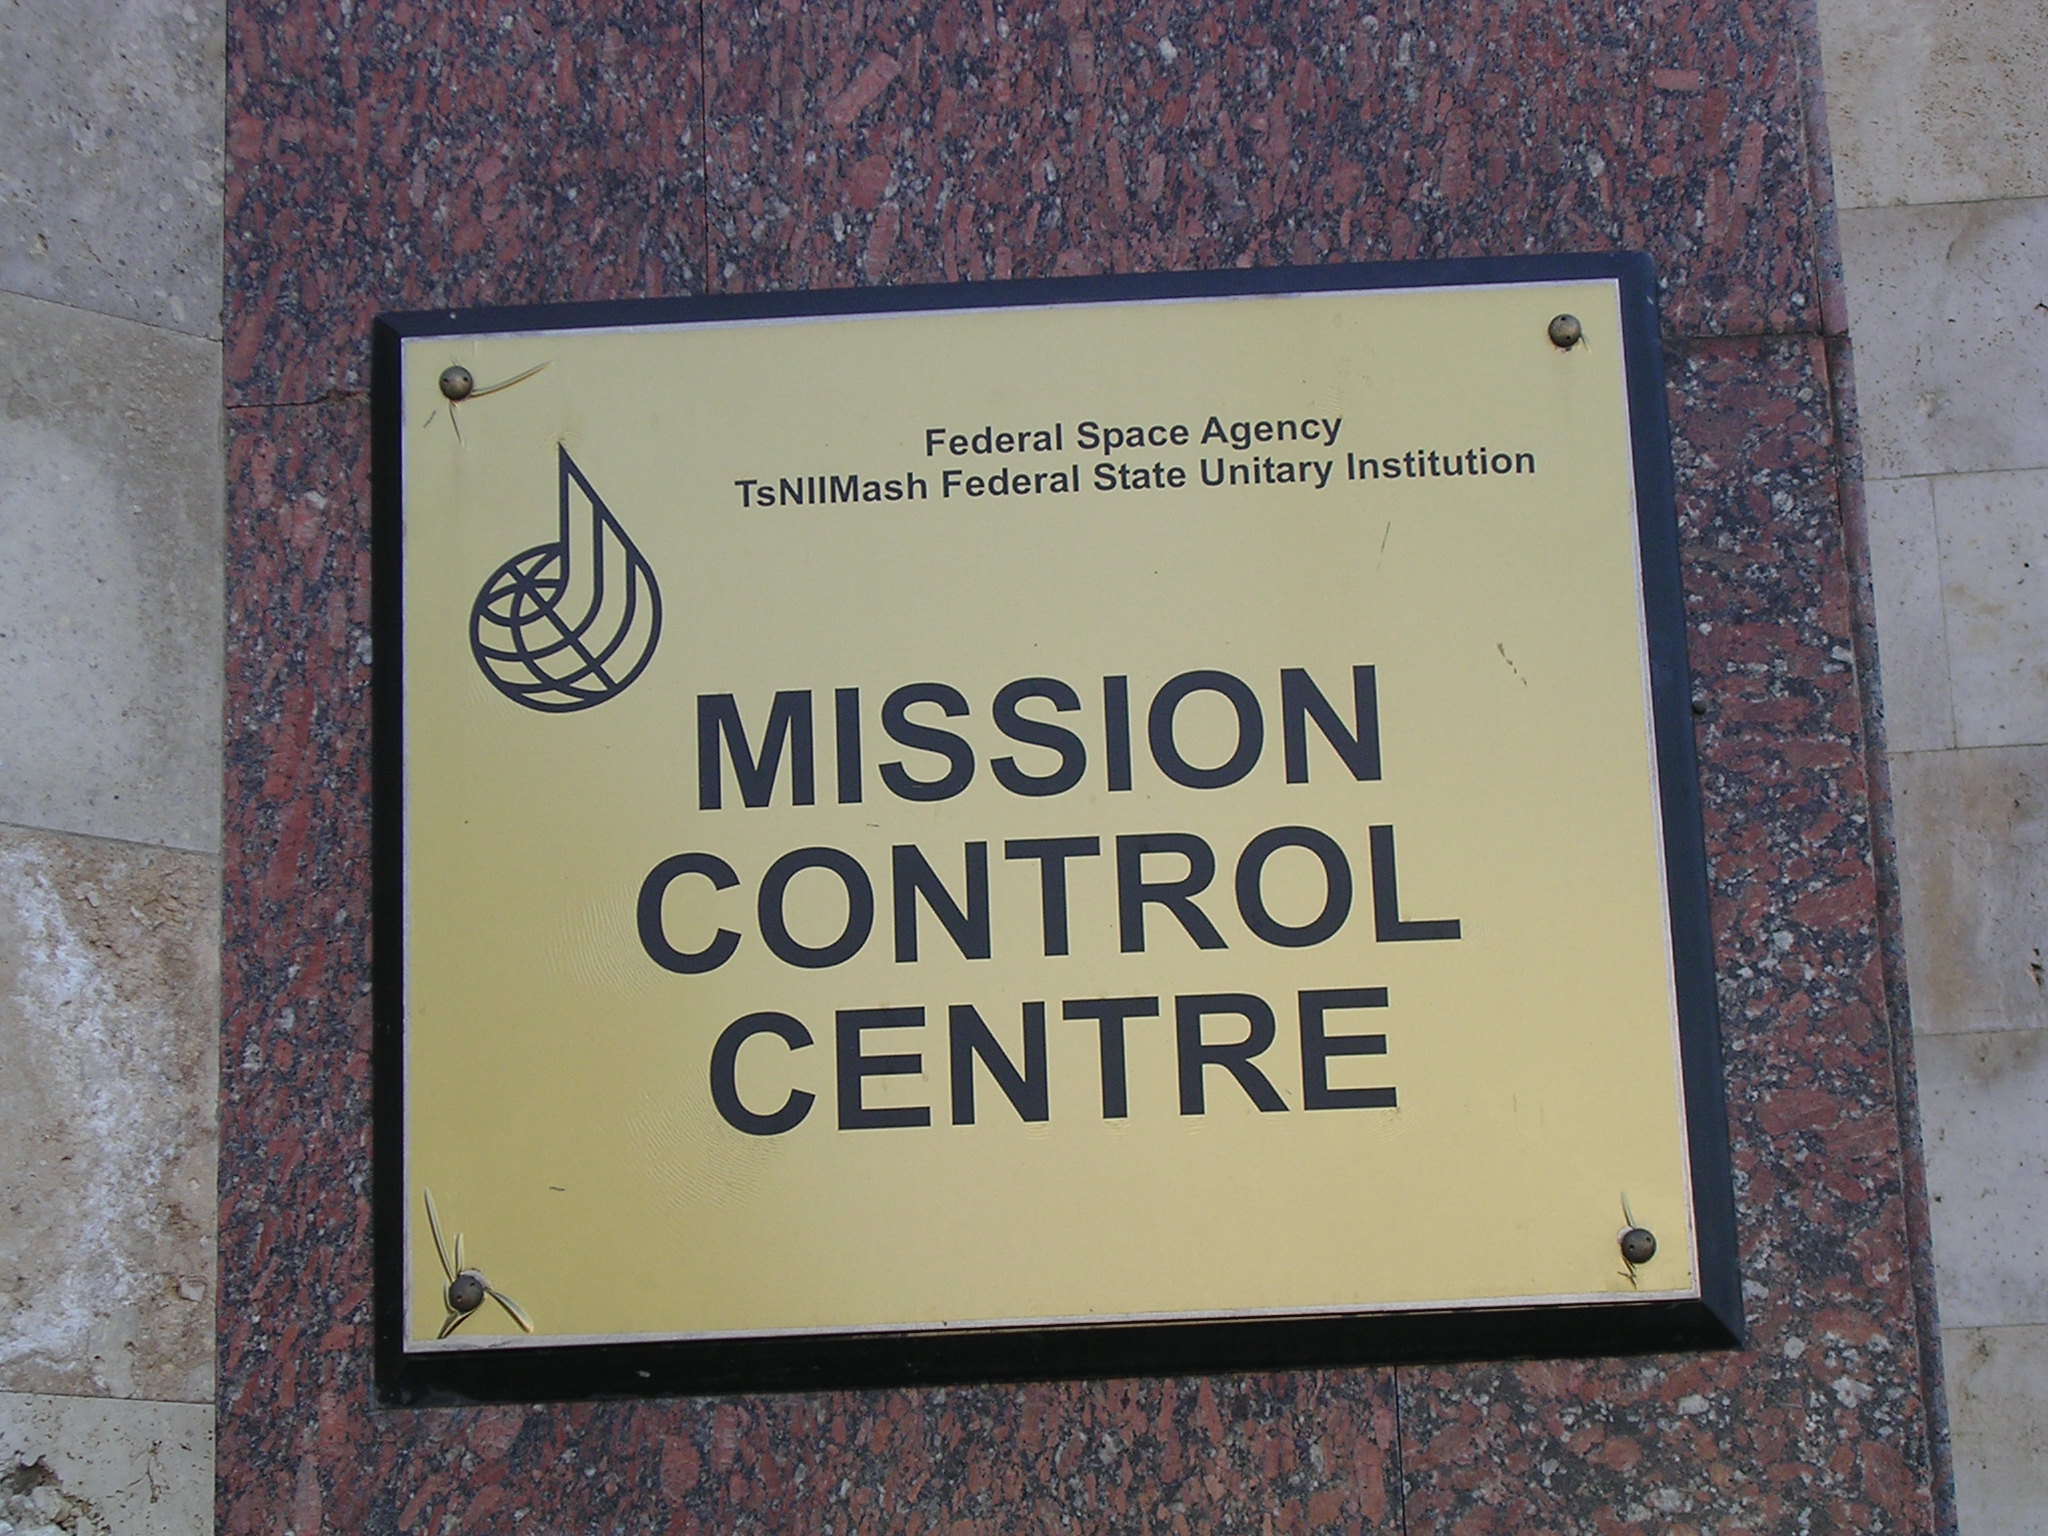 Federal Space Agency
TsNIIMash Federal State Unitary Institution
MISSION
CONTROL
CENTRE